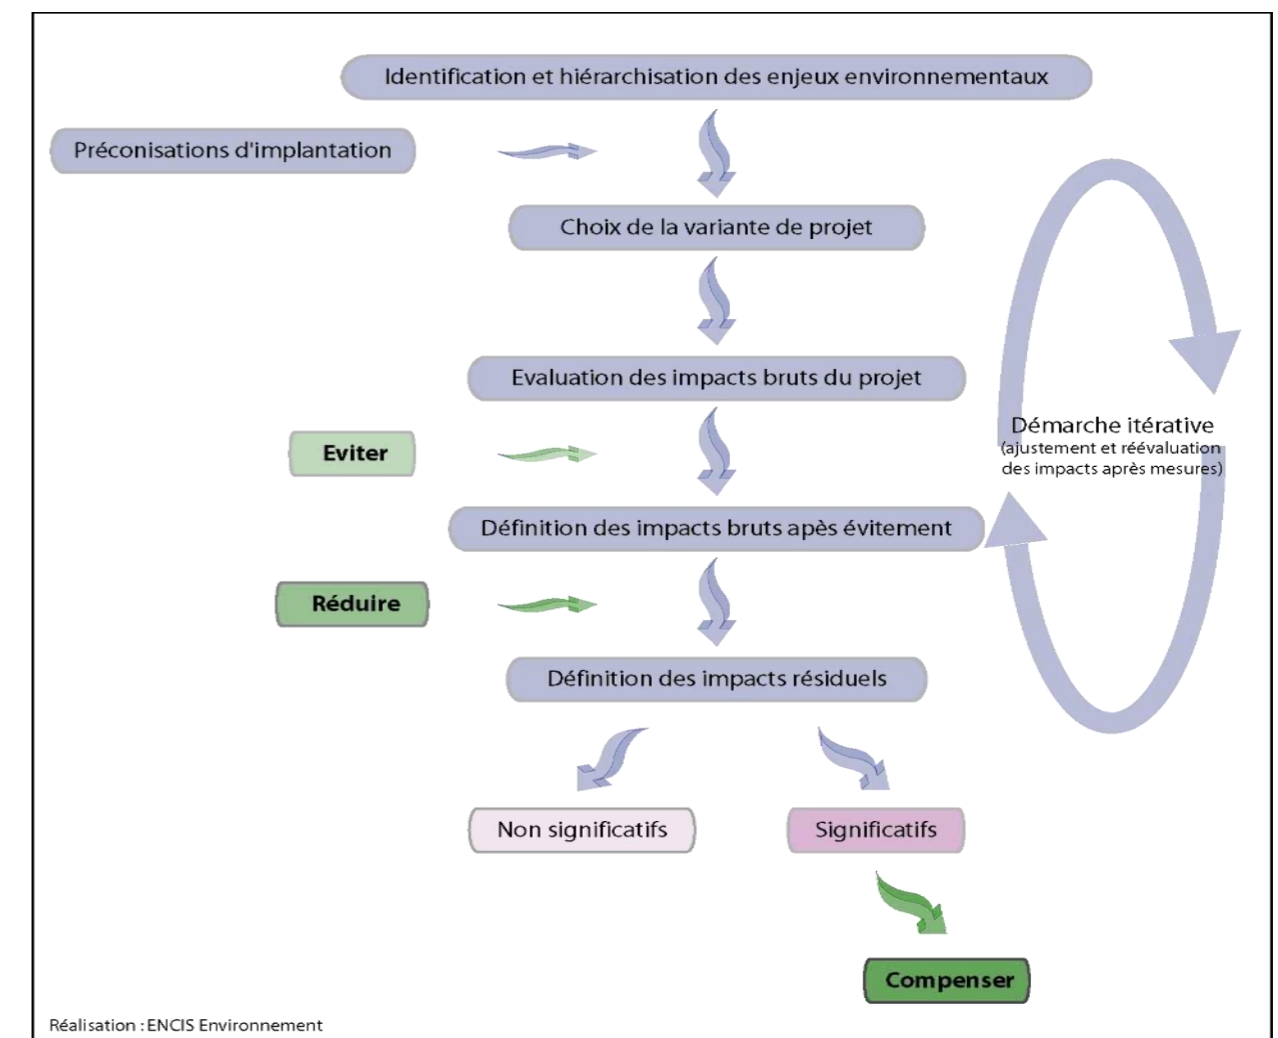 Identification et hiérarchisation des enjeux environnementaux
Préconisations d'implantation
Choix de la variante de projet
Evaluation des impacts bruts du projet
Démarche itérative
(ajustement et réévaluation
des impacts après mesures)
Eviter
Définition des impacts bruts apès évitement
Réduire
Définition des impacts résiduels
Non significatifs
Significatifs
Compenser
Réalisation : ENCIS Environnement